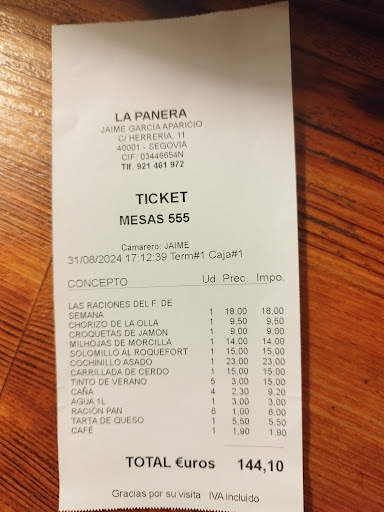 LA PANERA
JAIME GARCÍA APARICIO
C/ HERRERÍA, 11
40001 - SEGOVIA
CIF: 03446654N
Tlf. 921 461 972
TICKET
MESAS 555
Camarero: JAIME
31/08/2024 17:12:39 Term#1 Caja#1
CONCEPTO Ud Prec. Impo.
LAS RACIONES DEL F. DE
SEMANA 1 18,00 18,00
CHORIZO DE LA OLLA 1 9,50 9,50
CROQUETAS DE JAMON 1 9,00 9,00
MILHOJAS DE MORCILLA 1 14,00 14,00
SOLOMILLO AL ROQUEFORT 1 15,00 15,00
COCHINILLO ASADO 1 23,00 23,00
CARRILLADA DE CERDO 1 15,00 15,00
TINTO DE VERANO 5 3,00 15,00
CAÑA 4 2,30 9,20
AGUA 1L 1 3,00 3,00
RACIÓN PAN 6 1,00 6,00
TARTA DE QUESO 1 5,50 5,50
CAFÉ 1 1,90 1,90
TOTAL €uros 144,10
Gracias por su visita IVA incluido